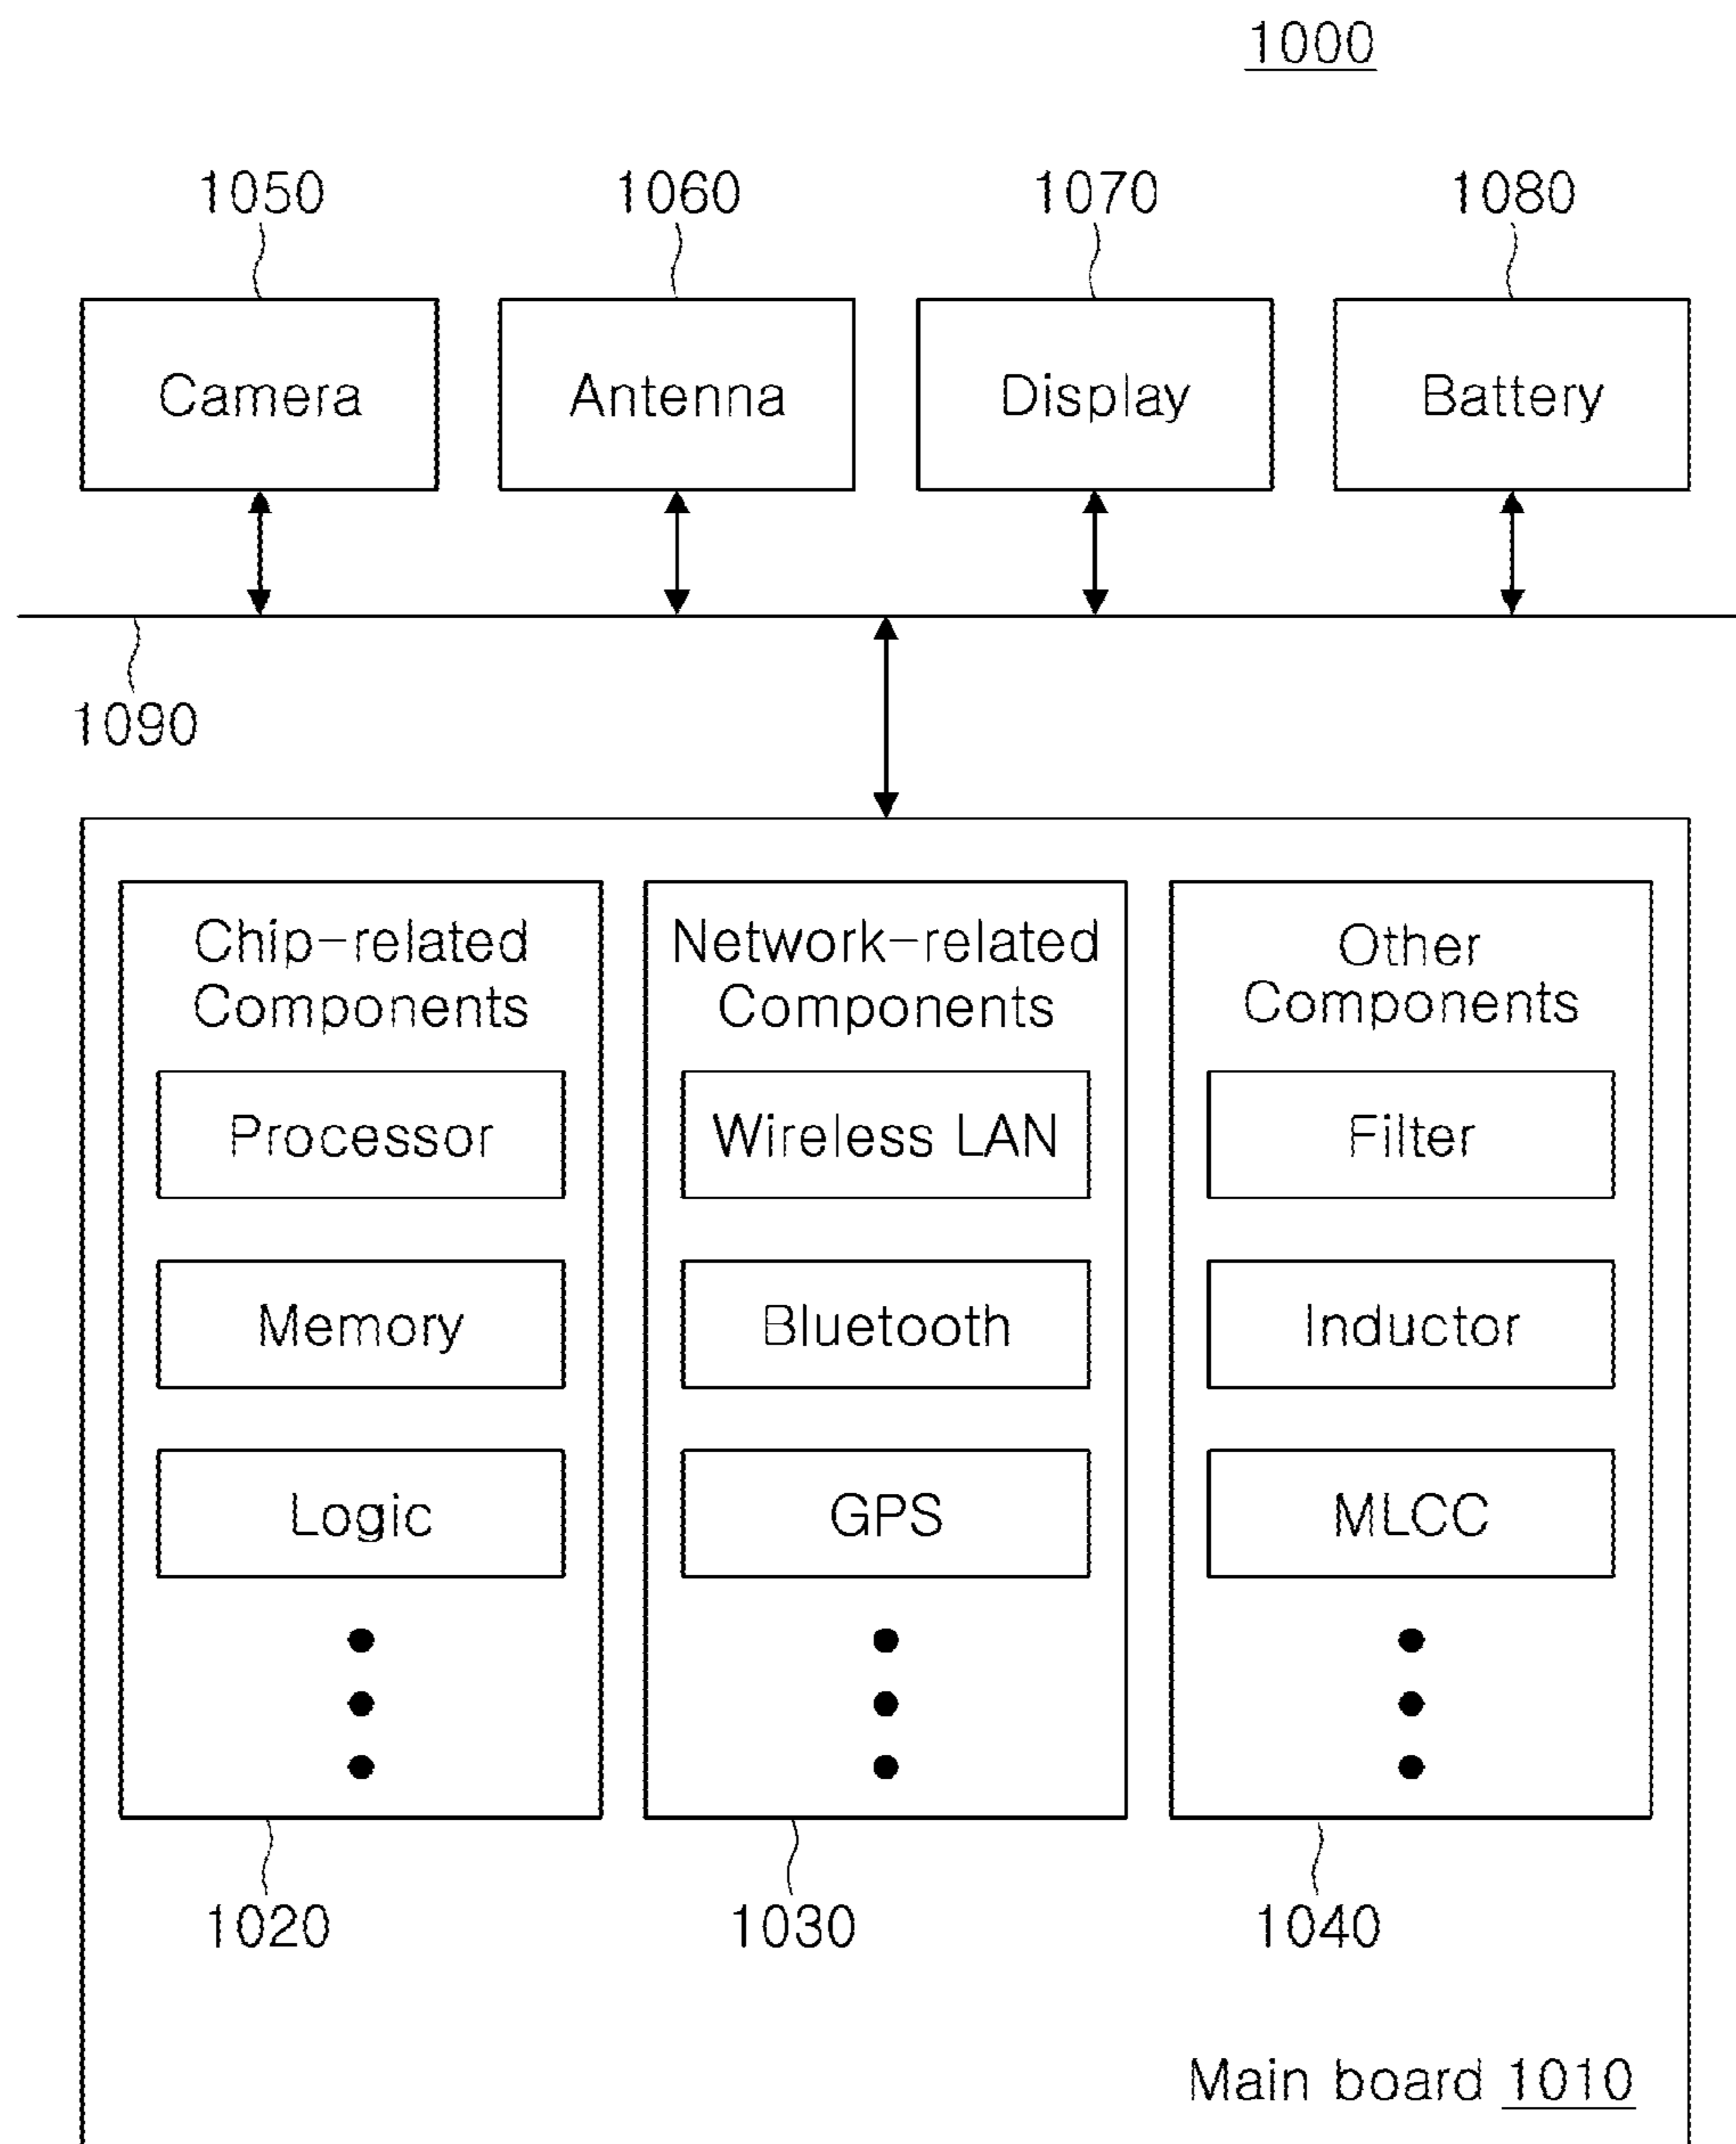 1000
1050 1060 1070 1080
Camera Antenna Display Battery
1090
Chip-related
Components
Processor
Memory
Logic
1020
Network-related
Components
Wireless LAN
Bluetooth
GPS
1030
Other
Components
Filter
Inductor
MLCC
1040
Main board 1010